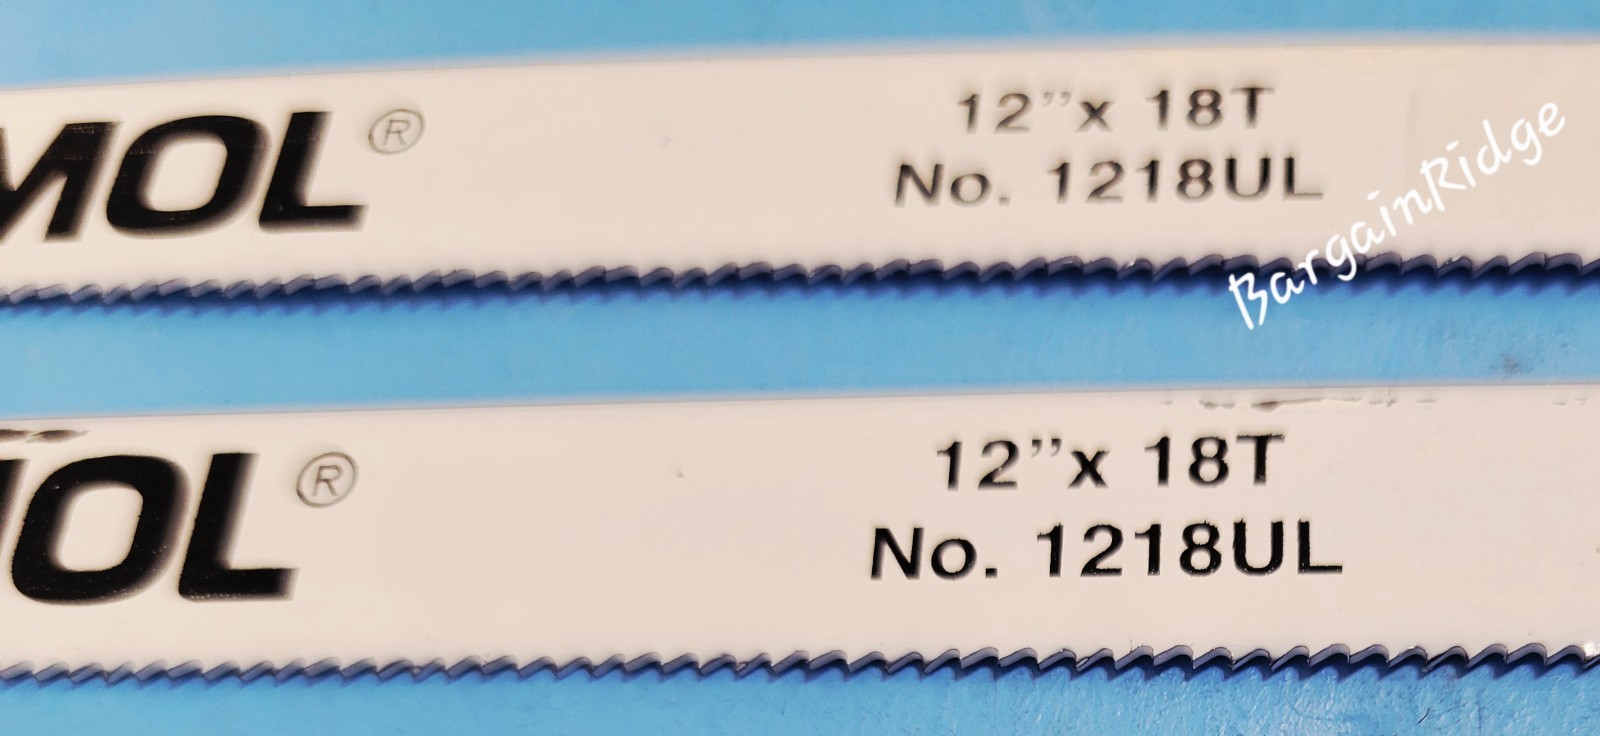 MOL®
12”x 18T
No. 1218UL
BargainRidge
OL®
12”x 18T
No. 1218UL